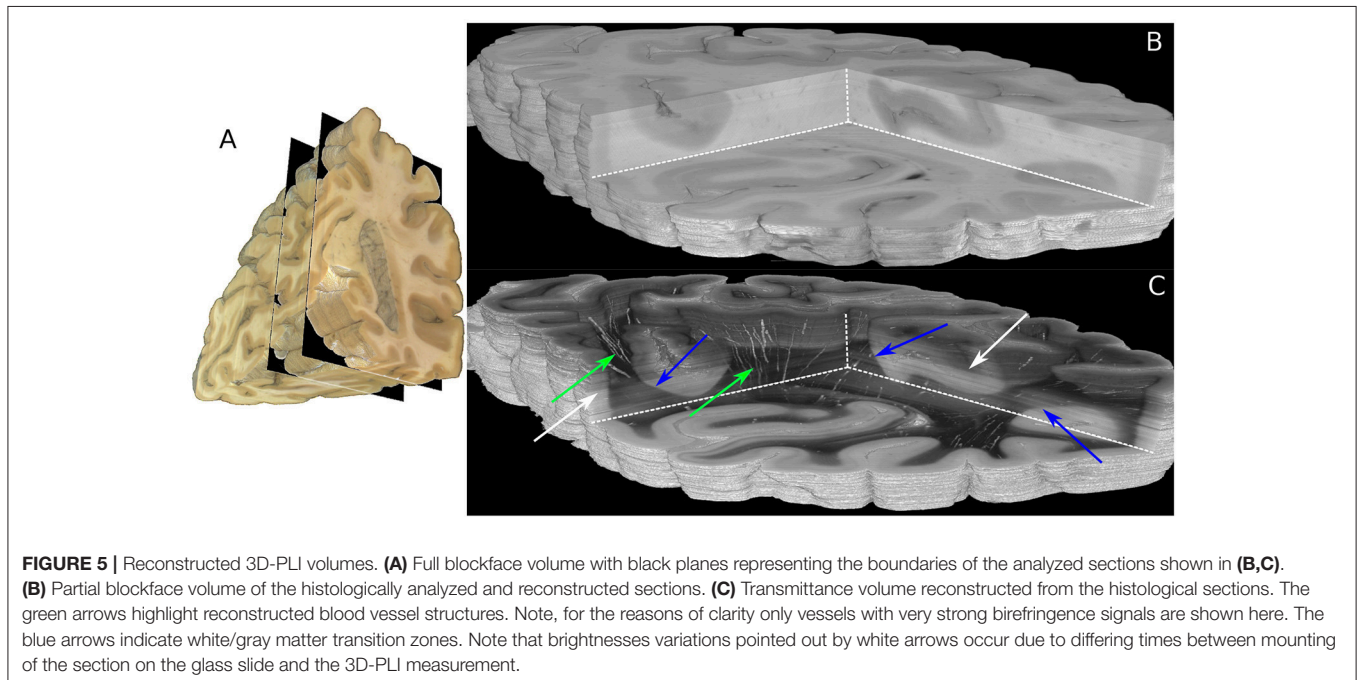 A
B
C
FIGURE 5 | Reconstructed 3D-PLI volumes. (A) Full blockface volume with black planes representing the boundaries of the analyzed sections shown in (B,C).
(B) Partial blockface volume of the histologically analyzed and reconstructed sections. (C) Transmittance volume reconstructed from the histological sections. The
green arrows highlight reconstructed blood vessel structures. Note, for the reasons of clarity only vessels with very strong birefringence signals are shown here. The
blue arrows indicate white/gray matter transition zones. Note that brightnesses variations pointed out by white arrows occur due to differing times between mounting
of the section on the glass slide and the 3D-PLI measurement.